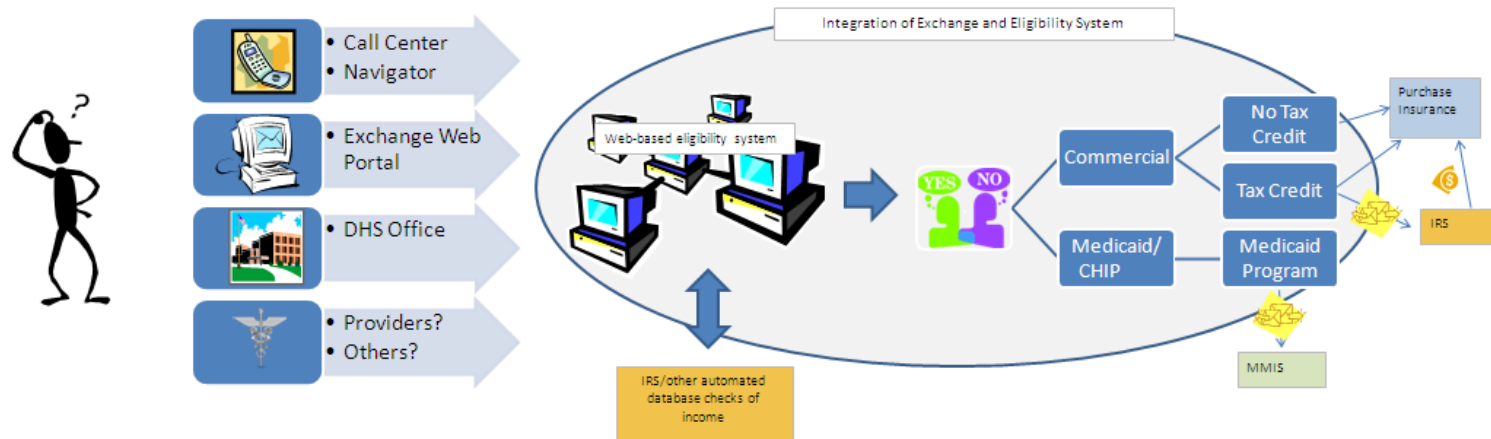 ?
• Call Center
• Navigator
• Exchange Web
Portal
• DHS Office
• Providers?
• Others?
Integration of Exchange and Eligibility System
Web-based eligibility system
IRS/other automated
database checks of
income
YES NO
Commercial
Medicaid/
CHIP
No Tax
Credit
Tax Credit
Medicaid
Program
Purchase
Insurance
$
IRS
MMIS